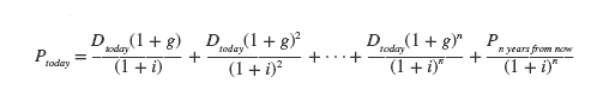 P_today = D_today(1 + g)/(1 + i) + D_today(1 + g)²/(1 + i)² + · · · + D_today(1 + g)ⁿ/(1 + i)ⁿ + P_n years from now/(1 + i)ⁿ